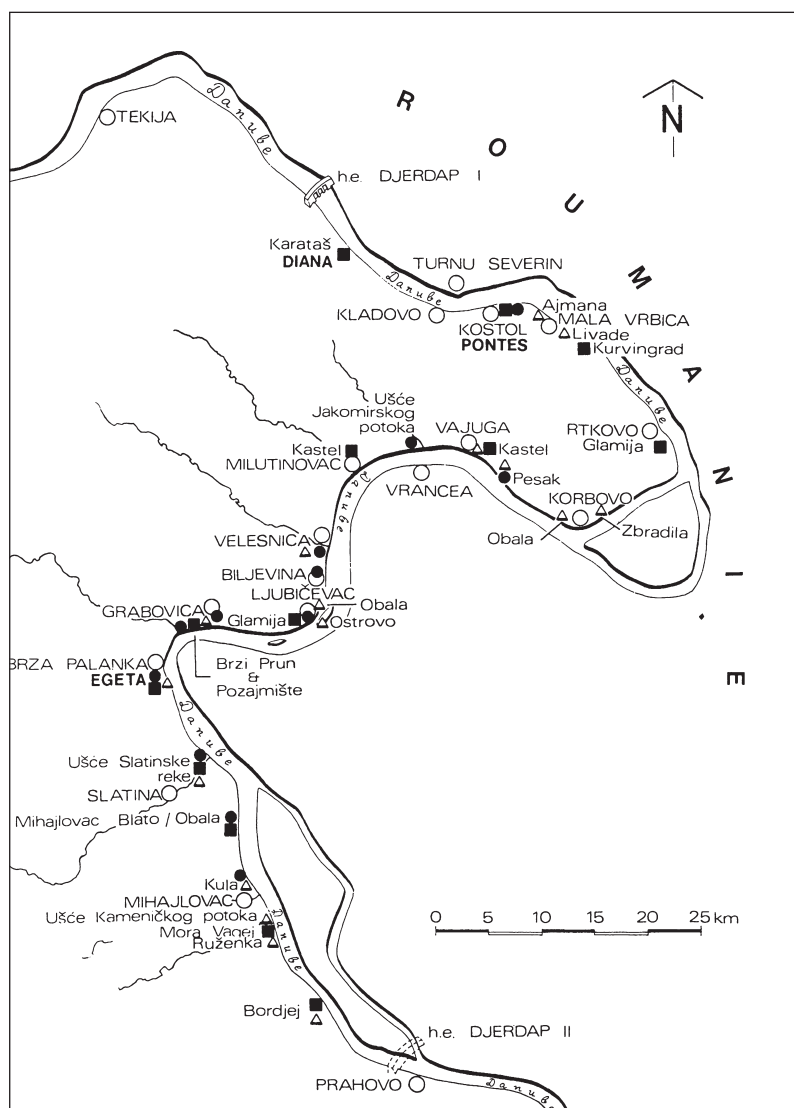 Danube
TEKIJA
R
O
U
M
A
N
I
E
N
h.e. DJERDAP I
Karataš
DIANA
TURNU SEVERIN
Danube
KLADOVO
KOSTOL
PONTES
Ajmana
MALA VRBICA
Livade
Kurvingrad
Danube
Ušće
Jakomirskog
potoka
VAJUGA
Kastel
Kastel
MILUTINOVAC
RTKOVO
Glamija
Pesak
VRANCEA
KORBOVO
Obala
Zbradila
Danube
VELESNICA
BILJEVINA
LJUBIČEVAC
Obala
GRABOVICA
Glamija
Ostrovo
BRZA PALANKA
EGETA
Brzi Prun
&
Pozajmište
Danube
Ušće Slatinske
reke
SLATINA
Mihajlovac Blato / Obala
Kula
MIHAJLOVAC
Ušće Kameničkog potoka
Mora Vagej
Ruženka
Danube
0 5 10 15 20 25 km
Bordjej
h.e. DJERDAP II
PRAHOVO
Danube